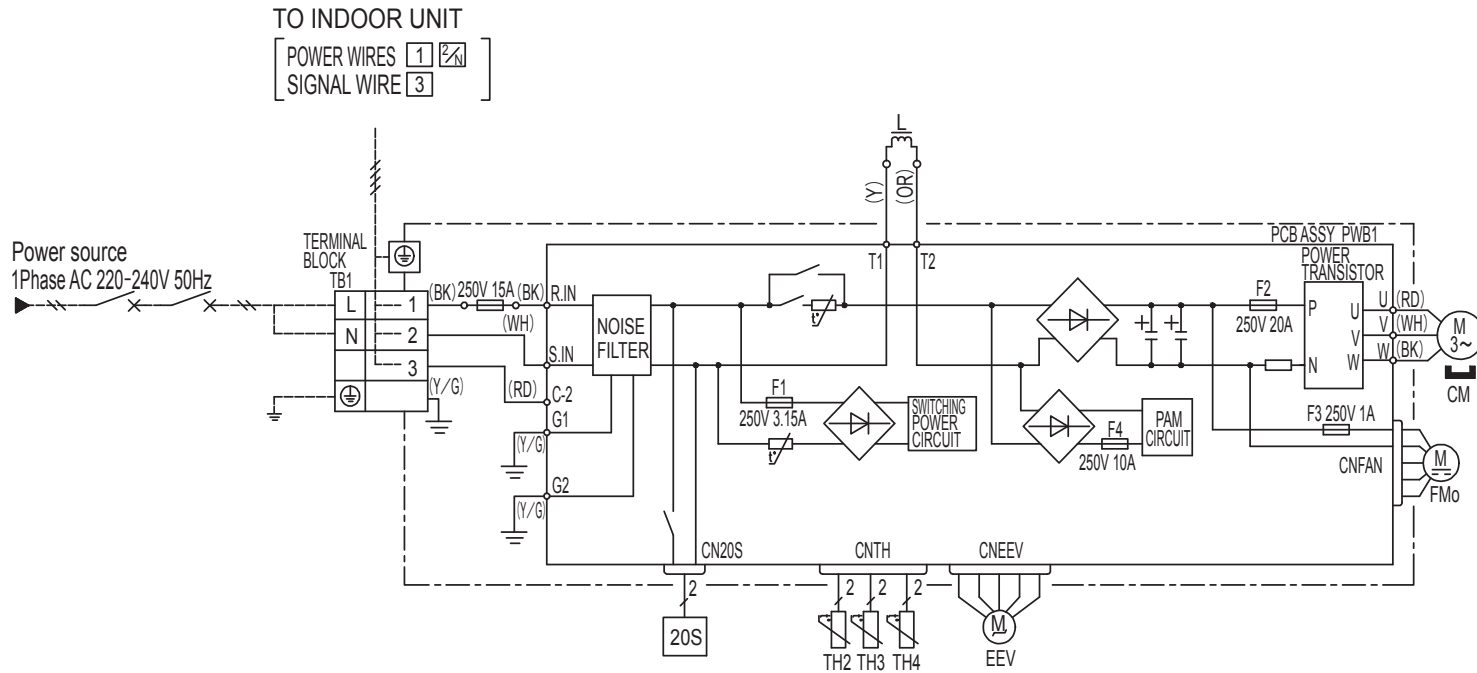 TO INDOOR UNIT
POWER WIRES 1 2/N
SIGNAL WIRE 3
L
(Y)
(OR)
Power source
1Phase AC 220-240V 50Hz
TERMINAL
BLOCK
TB1
L
1
N
2
3
(BK)
250V 15A
(BK)
R.IN
(WH)
S.IN
(Y/G)
(RD)
C-2
G1
(Y/G)
G2
(Y/G)
NOISE
FILTER
T1
T2
PCB ASSY PWB1
POWER
TRANSISTOR
t°
F2
250V 20A
P
N
U
V
W
U
(RD)
V
(WH)
W
(BK)
M
3~
CM
F1
250V 3.15A
t°
SWITCHING
POWER
CIRCUIT
F4
250V 10A
PAM
CIRCUIT
F3 250V 1A
CNFAN
M
FMo
CN20S
CNTH
CNEEV
2
2
2
2
20S
t°
t°
t°
TH2
TH3
TH4
M
EEV